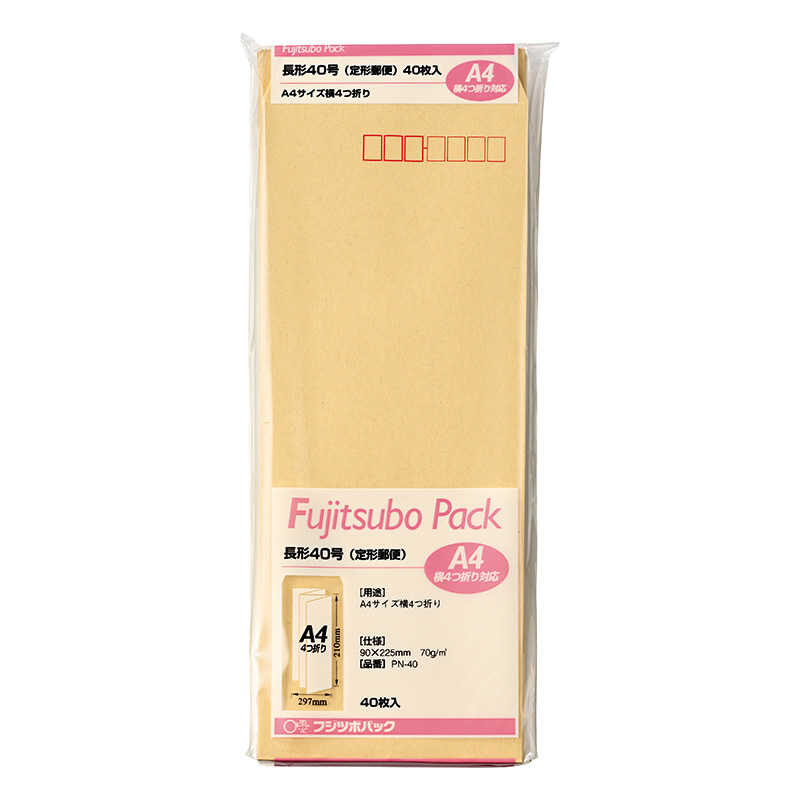 Fujitsubo Pack
長形40号（定形郵便）40枚入
A4サイズ横4つ折り
A4
横4つ折り対応
Fujitsubo Pack
長形40号（定形郵便）
A4
横4つ折り対応
[用途]
A4サイズ横4つ折り
[仕様]
90×225mm 70g/㎡
[品番] PN-40
A4
4つ折り
210mm
297mm
40枚入
フジツボパック